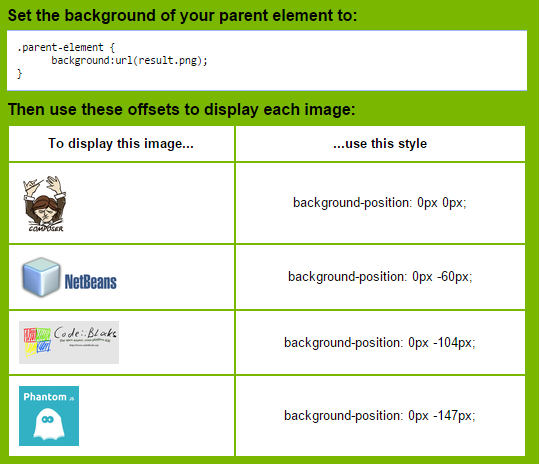 Set the background of your parent element to:
.parent-element {
background:url(result.png);
}
Then use these offsets to display each image:
To display this image... ...use this style
COMPOSER
background-position: 0px 0px;
NetBeans
background-position: 0px -60px;
Code::Blocks
background-position: 0px -104px;
Phantom JS
background-position: 0px -147px;